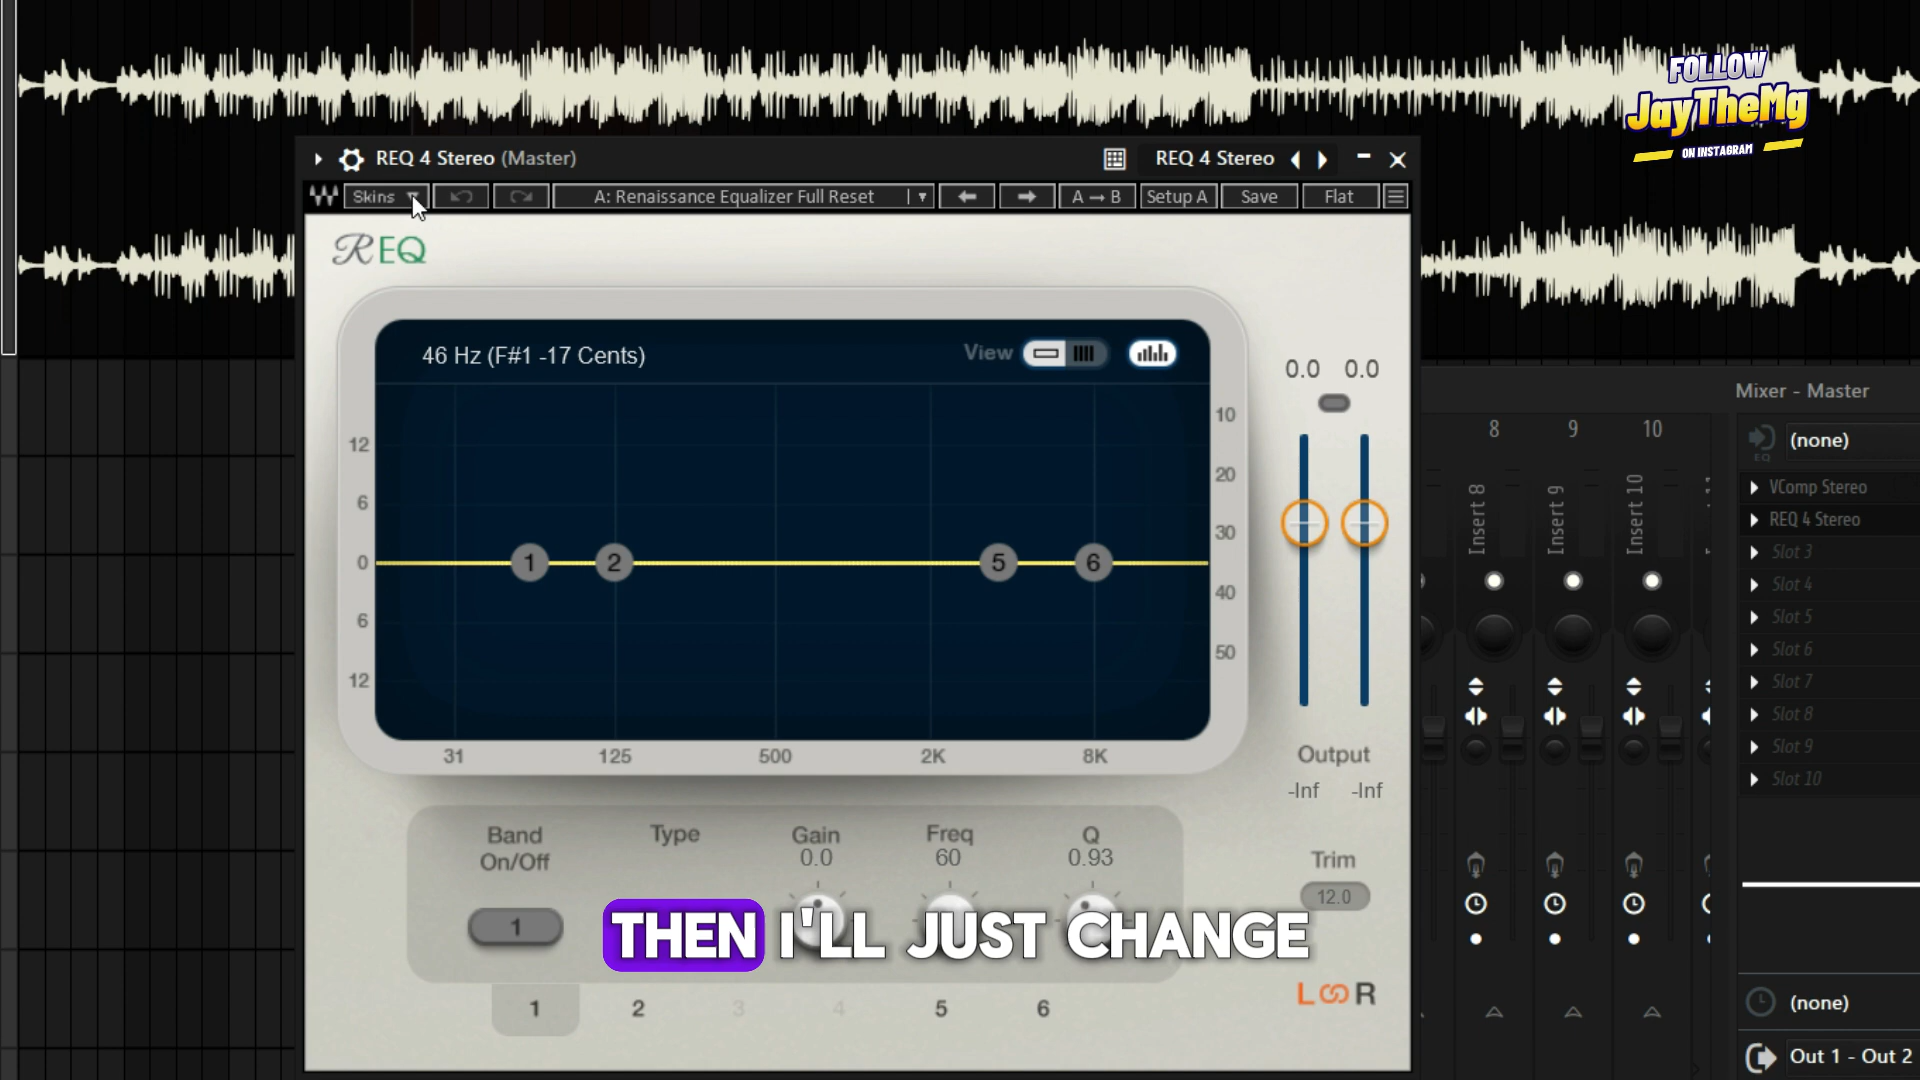 FOLLOW
JayTheMg
ON INSTAGRAM
REQ 4 Stereo (Master)
REQ 4 Stereo
Skins
A: Renaissance Equalizer Full Reset
A→B
Setup A
Save
Flat
REQ
46 Hz (F#1 -17 Cents)
View
12
6
0
6
12
10
20
30
40
50
1
2
5
6
31
125
500
2K
8K
0.0 0.0
Output
-Inf -Inf
Trim
12.0
Band
On/Off
Type
Gain
0.0
Freq
60
Q
0.93
1
THEN I'LL JUST CHANGE
L R
1
2
3
4
5
6
Mixer - Master
8
9
10
Insert 8
Insert 9
Insert 10
EQ
(none)
VComp Stereo
REQ 4 Stereo
Slot 3
Slot 4
Slot 5
Slot 6
Slot 7
Slot 8
Slot 9
Slot 10
(none)
Out 1 - Out 2